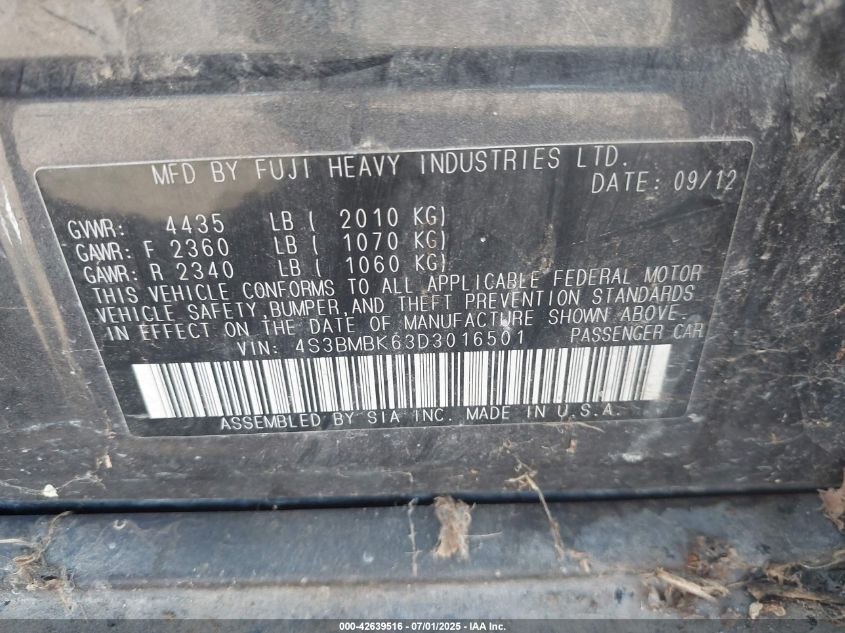 MFD BY FUJI HEAVY INDUSTRIES LTD.
DATE: 09/12
GVWR: 4435 LB ( 2010 KG)
GAWR: F 2360 LB ( 1070 KG)
GAWR: R 2340 LB ( 1060 KG)
THIS VEHICLE CONFORMS TO ALL APPLICABLE FEDERAL MOTOR
VEHICLE SAFETY,BUMPER,AND THEFT PREVENTION STANDARDS
IN EFFECT ON THE DATE OF MANUFACTURE SHOWN ABOVE.
VIN: 4S3BMBK63D3016501 PASSENGER CAR
ASSEMBLED BY SIA INC. MADE IN U.S.A.
000-42639516 - 07/01/2025 - IAA Inc.